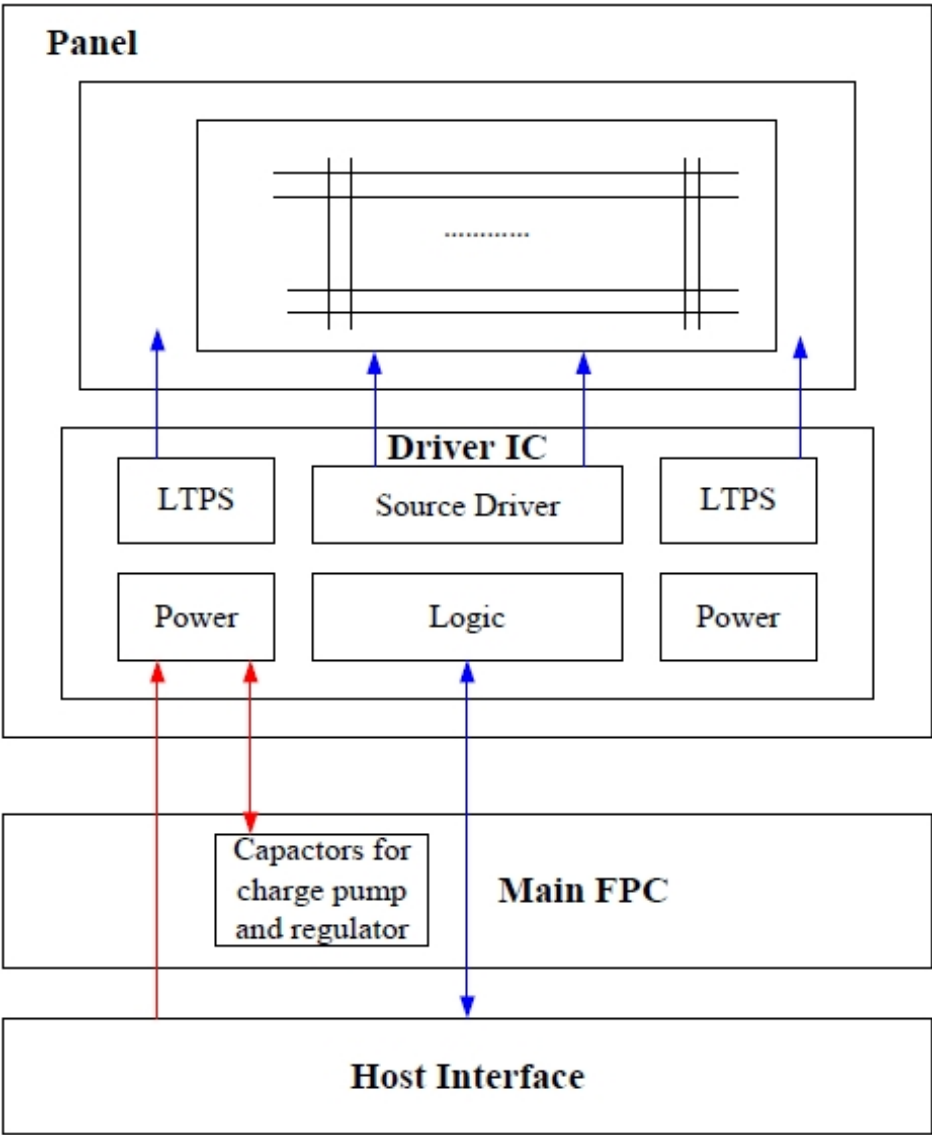 Panel
............
Driver IC
LTPS
Source Driver
LTPS
Power
Logic
Power
Capactors for
charge pump
and regulator
Main FPC
Host Interface